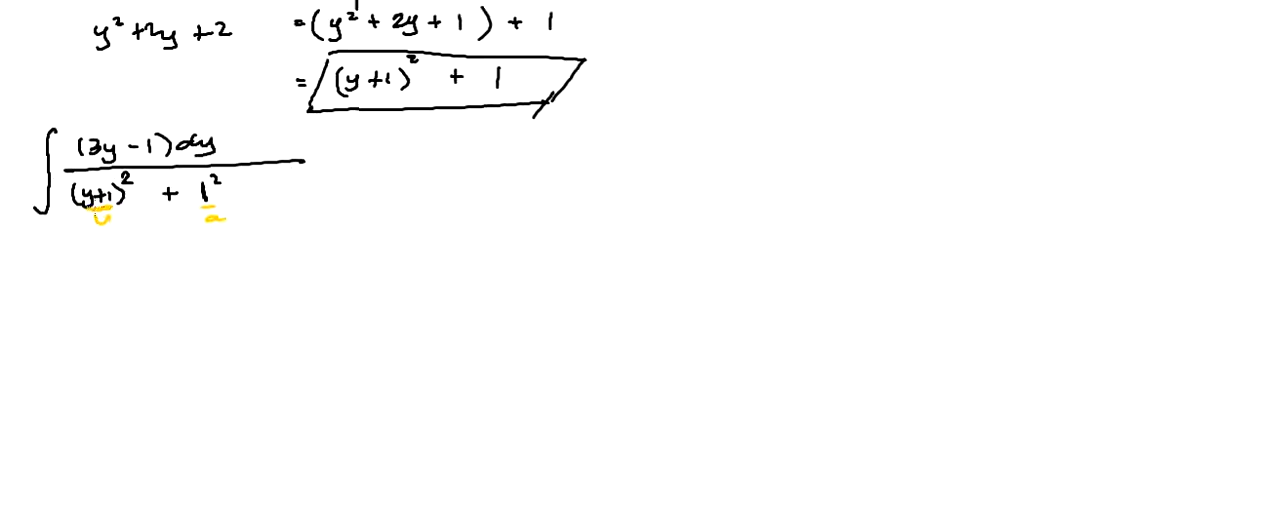 y² + 2y + 2 = (y² + 2y + 1) + 1
= (y+1)² + 1
∫ (3y - 1)dy
(y+1)² + 1²
u a